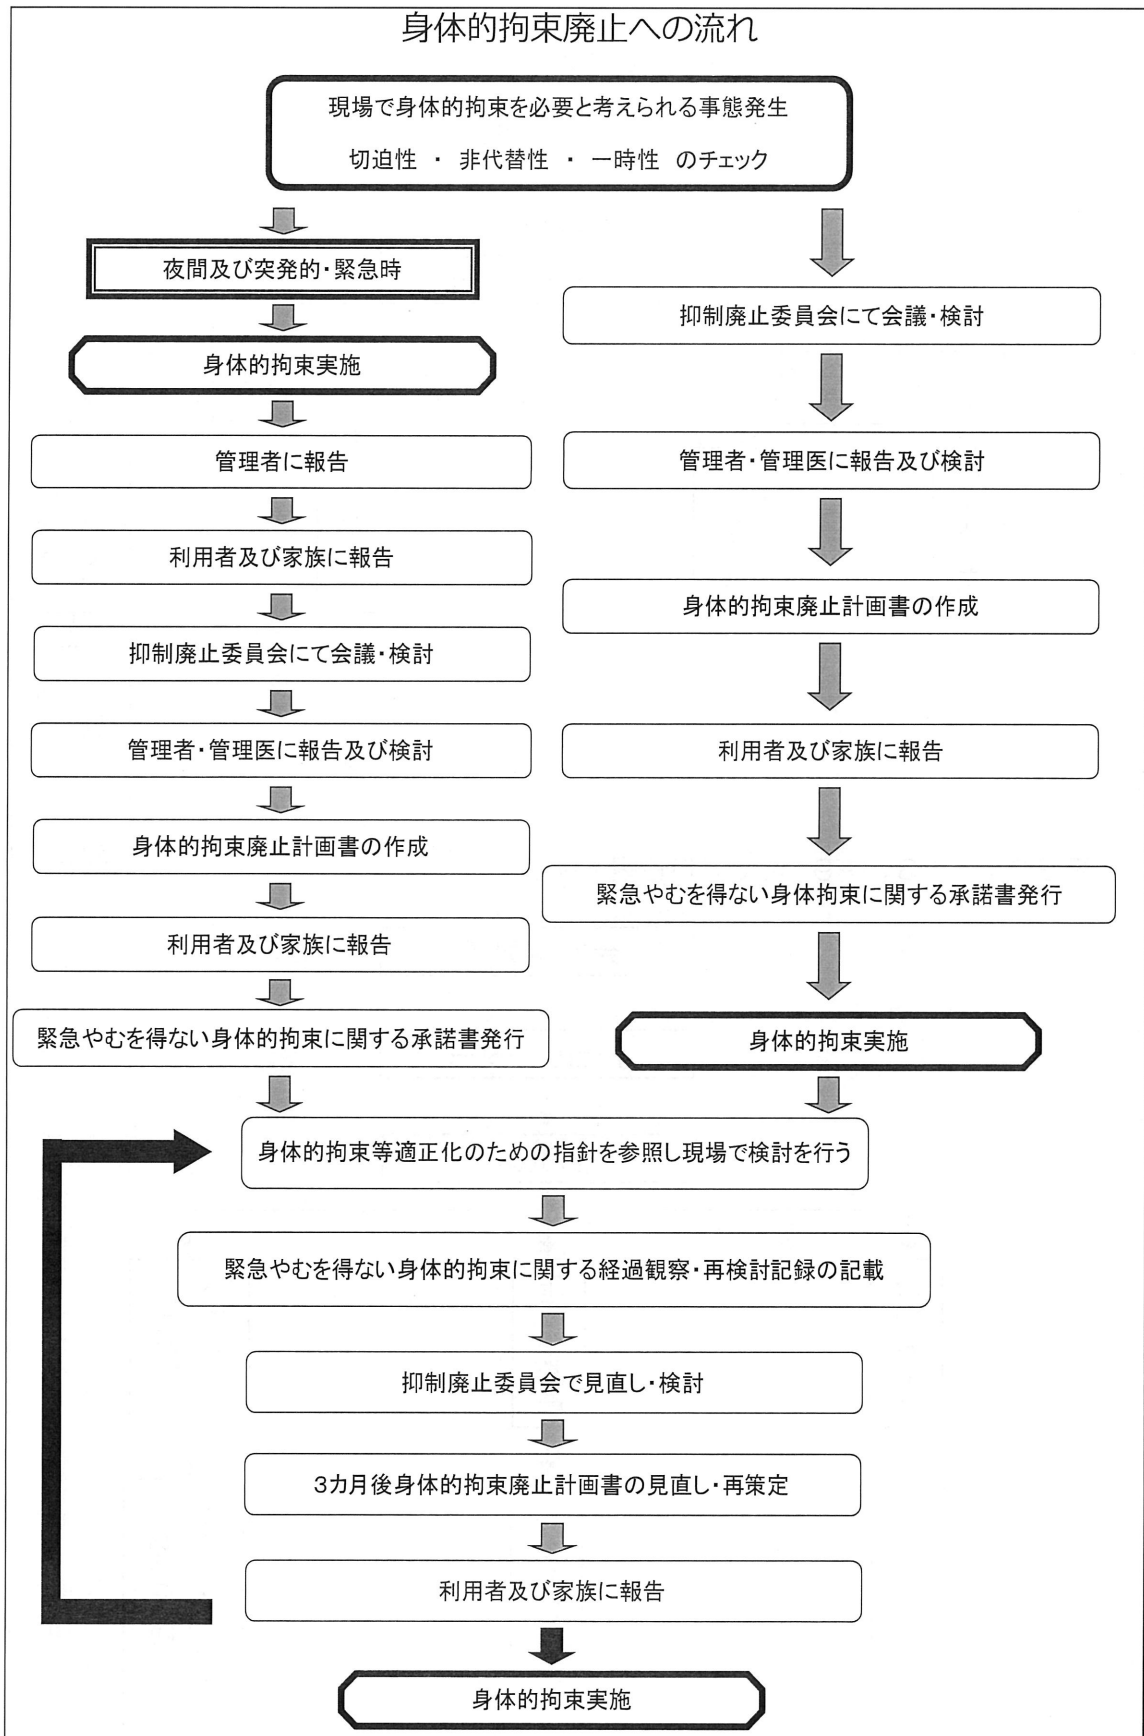 身体的拘束廃止への流れ
現場で身体的拘束を必要と考えられる事態発生
切迫性 ・ 非代替性 ・ 一時性 のチェック
夜間及び突発的・緊急時
身体的拘束実施
管理者に報告
利用者及び家族に報告
抑制廃止委員会にて会議・検討
管理者・管理医に報告及び検討
身体的拘束廃止計画書の作成
利用者及び家族に報告
緊急やむを得ない身体的拘束に関する承諾書発行
抑制廃止委員会にて会議・検討
管理者・管理医に報告及び検討
身体的拘束廃止計画書の作成
利用者及び家族に報告
緊急やむを得ない身体拘束に関する承諾書発行
身体的拘束実施
身体的拘束等適正化のための指針を参照し現場で検討を行う
緊急やむを得ない身体的拘束に関する経過観察・再検討記録の記載
抑制廃止委員会で見直し・検討
3カ月後身体的拘束廃止計画書の見直し・再策定
利用者及び家族に報告
身体的拘束実施